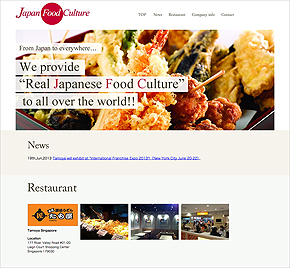 Japan Food Culture
TOP News Restaurant Company info Contact
From Japan to everywhere…
We provide
“Real Japanese Food Culture”
to all over the world!!
News
19th.Jun.2013 Tamoya will exhibit at "International Franchise Expo 2013". (New York City June 20-22).
Restaurant
Tamoya Singapore
Location
177 River Valley Road #01-00
Liang Court Shopping Center
Singapore 179030